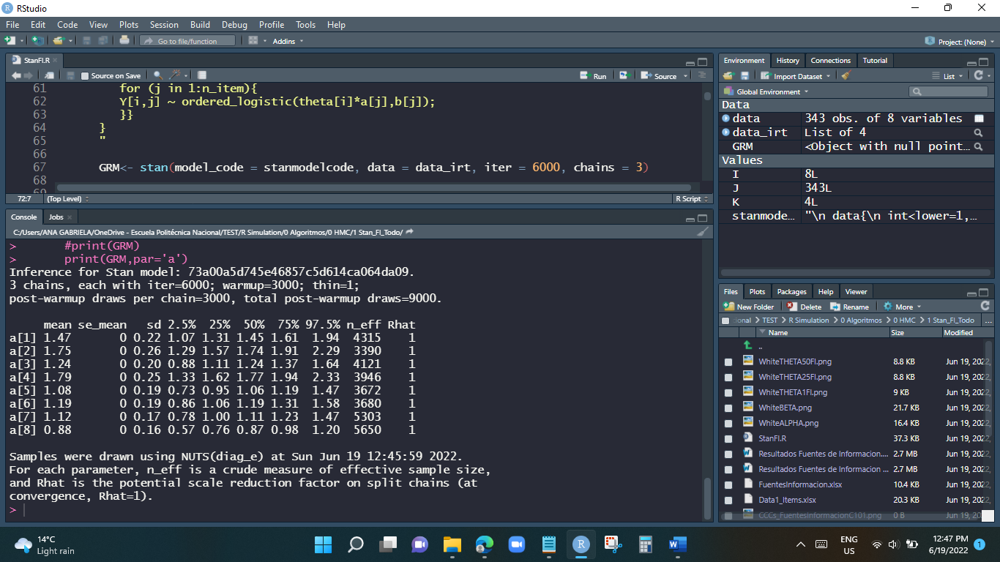 RStudio
File Edit Code View Plots Session Build Debug Profile Tools Help
Go to file/function Addins Project: (None)
StanFI.R
Source on Save Run Source
61 for (j in 1:n_item){
62 Y[i,j] ~ ordered_logistic(theta[i]*a[j],b[j]);
63 }}
64 }
65 "
66
67 GRM<- stan(model_code = stanmodelcode, data = data_irt, iter = 6000, chains = 3)
68
69
72:7 (Top Level) R Script
Console Jobs
C:/Users/ANA GABRIELA/OneDrive - Escuela Politécnica Nacional/TEST/R Simulation/0 Algoritmos/0 HMC/1 Stan_FI_Todo/
> #print(GRM)
> print(GRM,par='a')
Inference for Stan model: 73a00a5d745e46857c5d614ca064da09.
3 chains, each with iter=6000; warmup=3000; thin=1;
post-warmup draws per chain=3000, total post-warmup draws=9000.
mean se_mean sd 2.5% 25% 50% 75% 97.5% n_eff Rhat
a[1] 1.47 0 0.22 1.07 1.31 1.45 1.61 1.94 4315 1
a[2] 1.75 0 0.26 1.29 1.57 1.74 1.91 2.29 3390 1
a[3] 1.24 0 0.20 0.88 1.11 1.24 1.37 1.64 4121 1
a[4] 1.79 0 0.25 1.33 1.62 1.77 1.94 2.33 3946 1
a[5] 1.08 0 0.19 0.73 0.95 1.06 1.19 1.47 3672 1
a[6] 1.19 0 0.19 0.86 1.06 1.19 1.31 1.58 3680 1
a[7] 1.12 0 0.17 0.78 1.00 1.11 1.23 1.47 5303 1
a[8] 0.88 0 0.16 0.57 0.76 0.87 0.98 1.20 5650 1
Samples were drawn using NUTS(diag_e) at Sun Jun 19 12:45:59 2022.
For each parameter, n_eff is a crude measure of effective sample size,
and Rhat is the potential scale reduction factor on split chains (at
convergence, Rhat=1).
>
Environment History Connections Tutorial
Import Dataset List
Global Environment
Data
data 343 obs. of 8 variables
data_irt List of 4
GRM <Object with null point…
Values
I 8L
J 343L
K 4L
stanmode… "\n data{\n int<lower=1,…
Files Plots Packages Help Viewer
New Folder Delete Rename More
onal > TEST > R Simulation > 0 Algoritmos > 0 HMC > 1 Stan_FI_Todo ...
Name Size Modified
..
WhiteTHETA50FI.png 8.8 KB Jun 19, 2022,
WhiteTHETA25FI.png 8.8 KB Jun 19, 2022,
WhiteTHETA1FI.png 9 KB Jun 19, 2022,
WhiteBETA.png 21.7 KB Jun 19, 2022,
WhiteALPHA.png 16.4 KB Jun 19, 2022,
StanFI.R 37.3 KB Jun 19, 2022,
Resultados Fuentes de Informacion.... 2.7 MB Jun 19, 2022,
Resultados Fuentes de Informacion ... 2.7 MB Jun 19, 2022,
FuentesInformacion.xlsx 10.4 KB Jun 19, 2022,
Data1_Items.xlsx 20.3 KB Jun 19, 2022,
CCCs_FuentesInformacionC101.png 0 B Jun 19, 20
14°C
Light rain
ENG
US
12:47 PM
6/19/2022
1